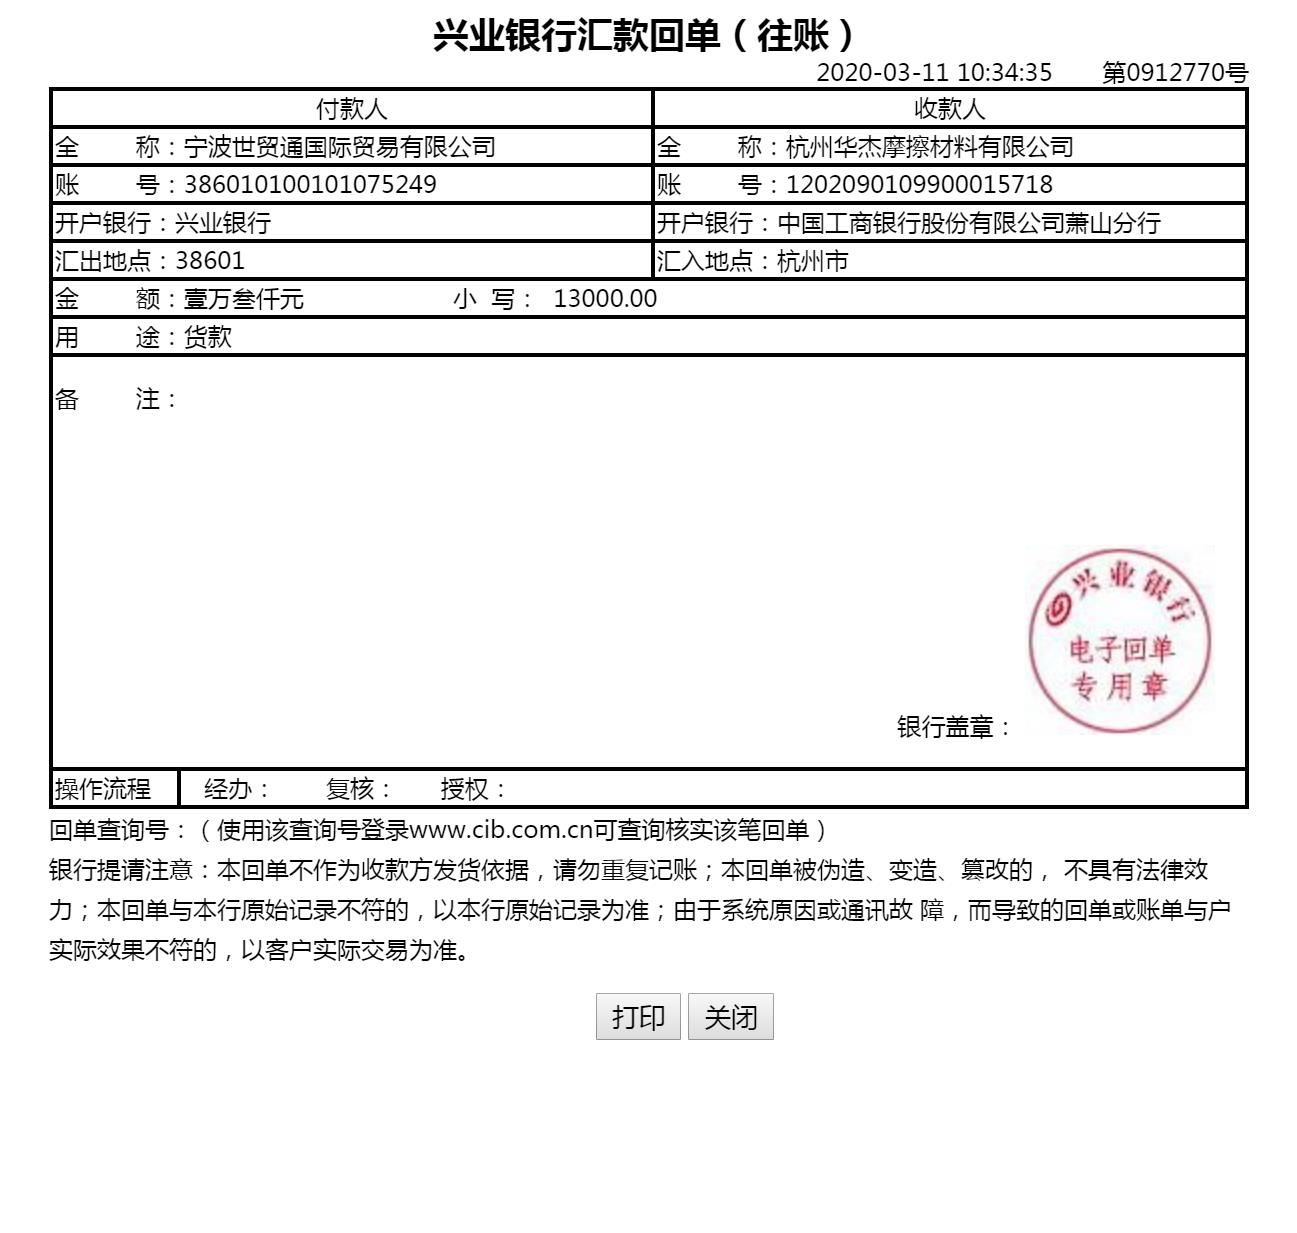 兴业银行汇款回单（往账）
2020-03-11 10:34:35 第0912770号
付款人 收款人
全 称：宁波世贸通国际贸易有限公司 全 称：杭州华杰摩擦材料有限公司
账 号：386010100101075249 账 号：1202090109900015718
开户银行：兴业银行 开户银行：中国工商银行股份有限公司萧山分行
汇出地点：38601 汇入地点：杭州市
金 额：壹万叁仟元 小 写： 13000.00
用 途：货款
备 注：
兴业银行
电子回单
专用章
银行盖章：
操作流程 经办： 复核： 授权：
回单查询号：（使用该查询号登录www.cib.com.cn可查询核实该笔回单）
银行提请注意：本回单不作为收款方发货依据，请勿重复记账；本回单被伪造、变造、篡改的， 不具有法律效
力；本回单与本行原始记录不符的，以本行原始记录为准；由于系统原因或通讯故 障，而导致的回单或账单与户
实际效果不符的，以客户实际交易为准。
打印 关闭